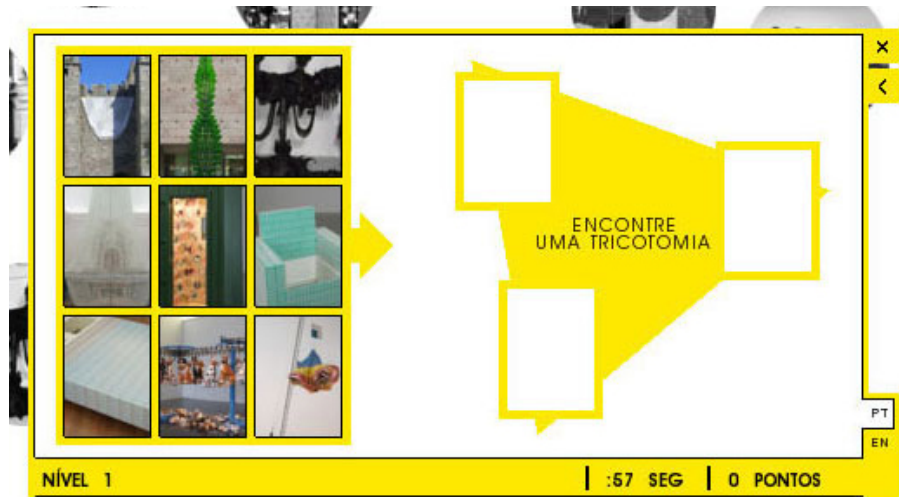 X
<
ENCONTRE
UMA TRICOTOMIA
PT
EN
NÍVEL 1 | :57 SEG | 0 PONTOS